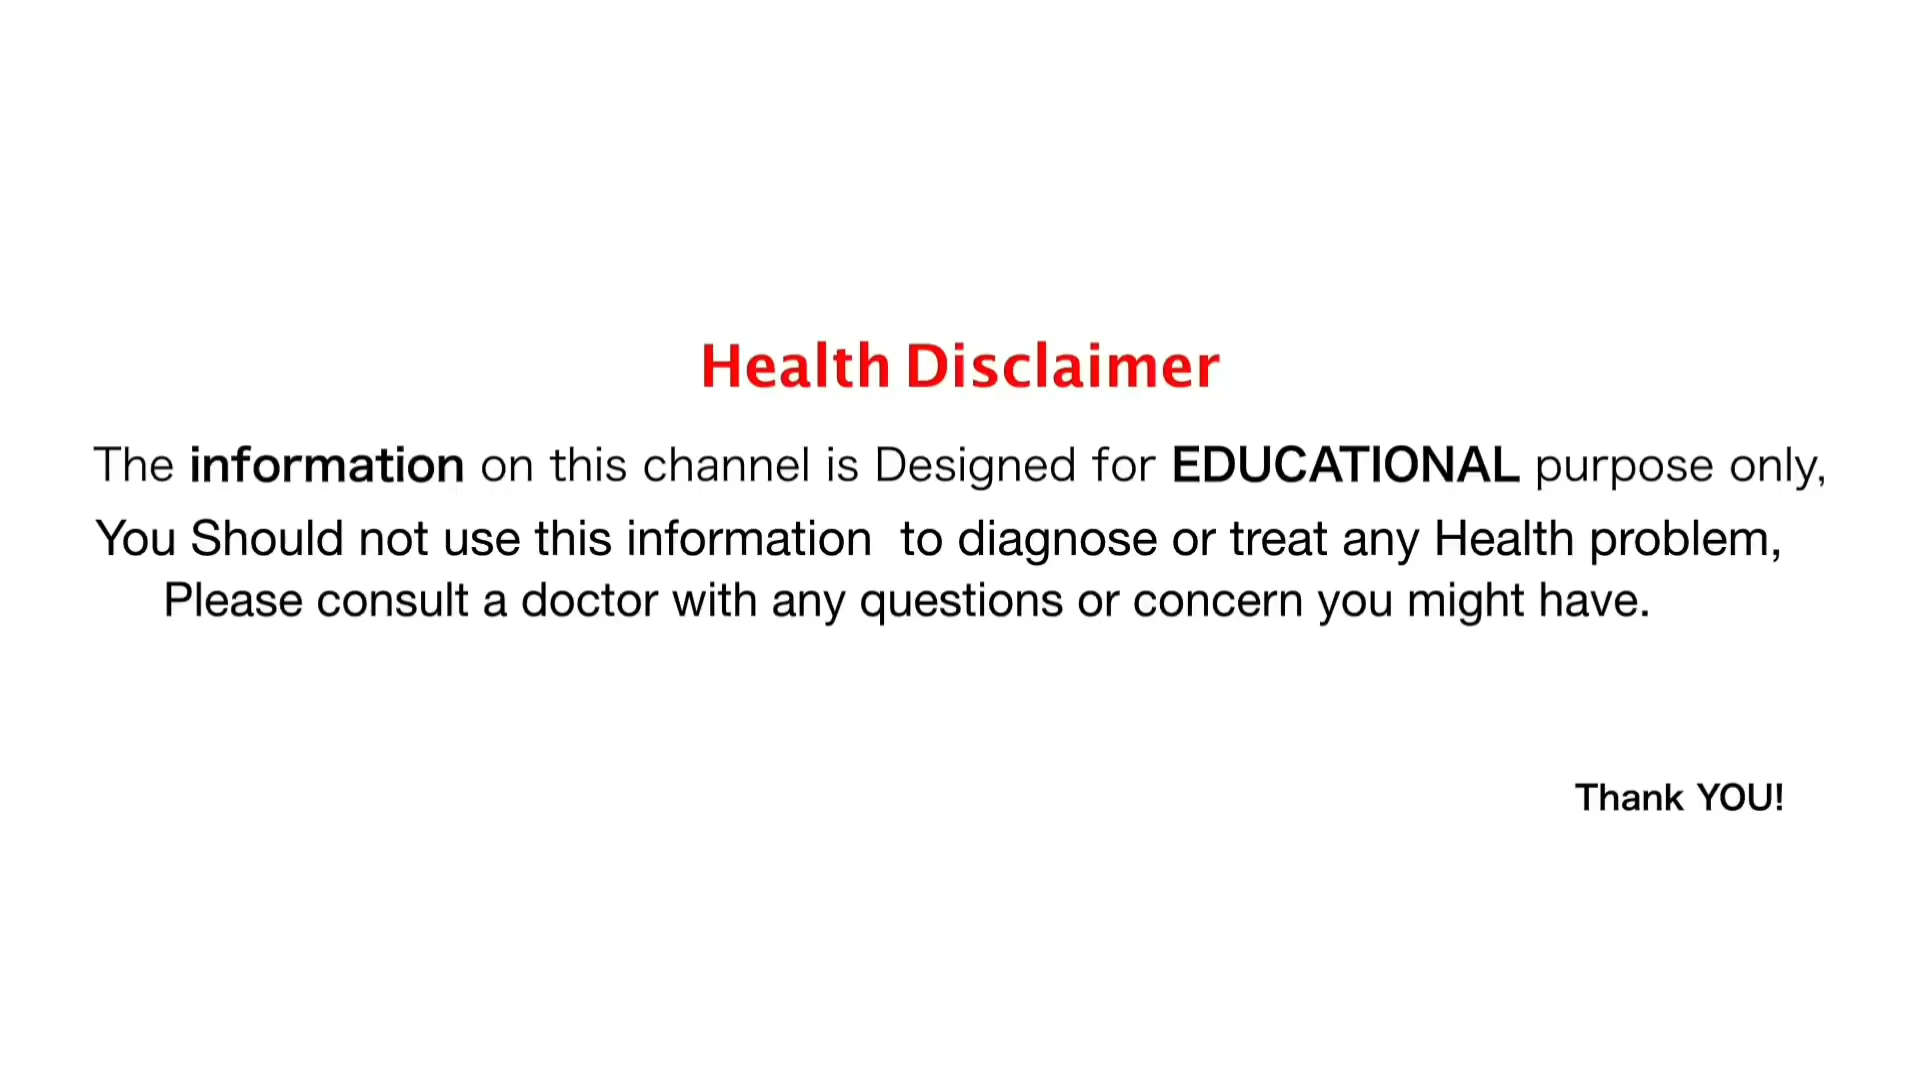 Health Disclaimer
The information on this channel is Designed for EDUCATIONAL purpose only,
You Should not use this information  to diagnose or treat any Health problem,
Please consult a doctor with any questions or concern you might have.
Thank YOU!